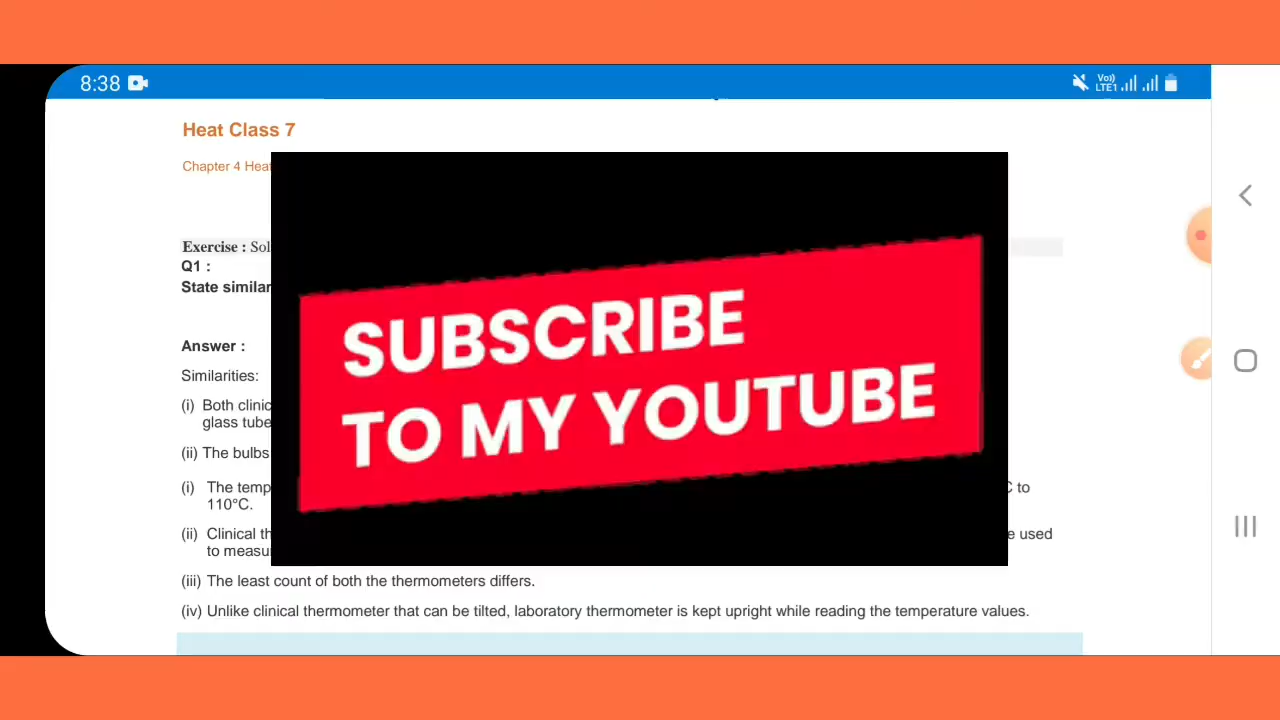 8:38
Vo)) LTE1
Heat Class 7
Chapter 4 Heat
Exercise : Sol
Q1 :
State similar
Answer :
Similarities:
(i) Both clinic
glass tube
(ii) The bulbs
(i) The temp C to
110°C.
(ii) Clinical th e used
to measu
(iii) The least count of both the thermometers differs.
(iv) Unlike clinical thermometer that can be tilted, laboratory thermometer is kept upright while reading the temperature values.
SUBSCRIBE
TO MY YOUTUBE